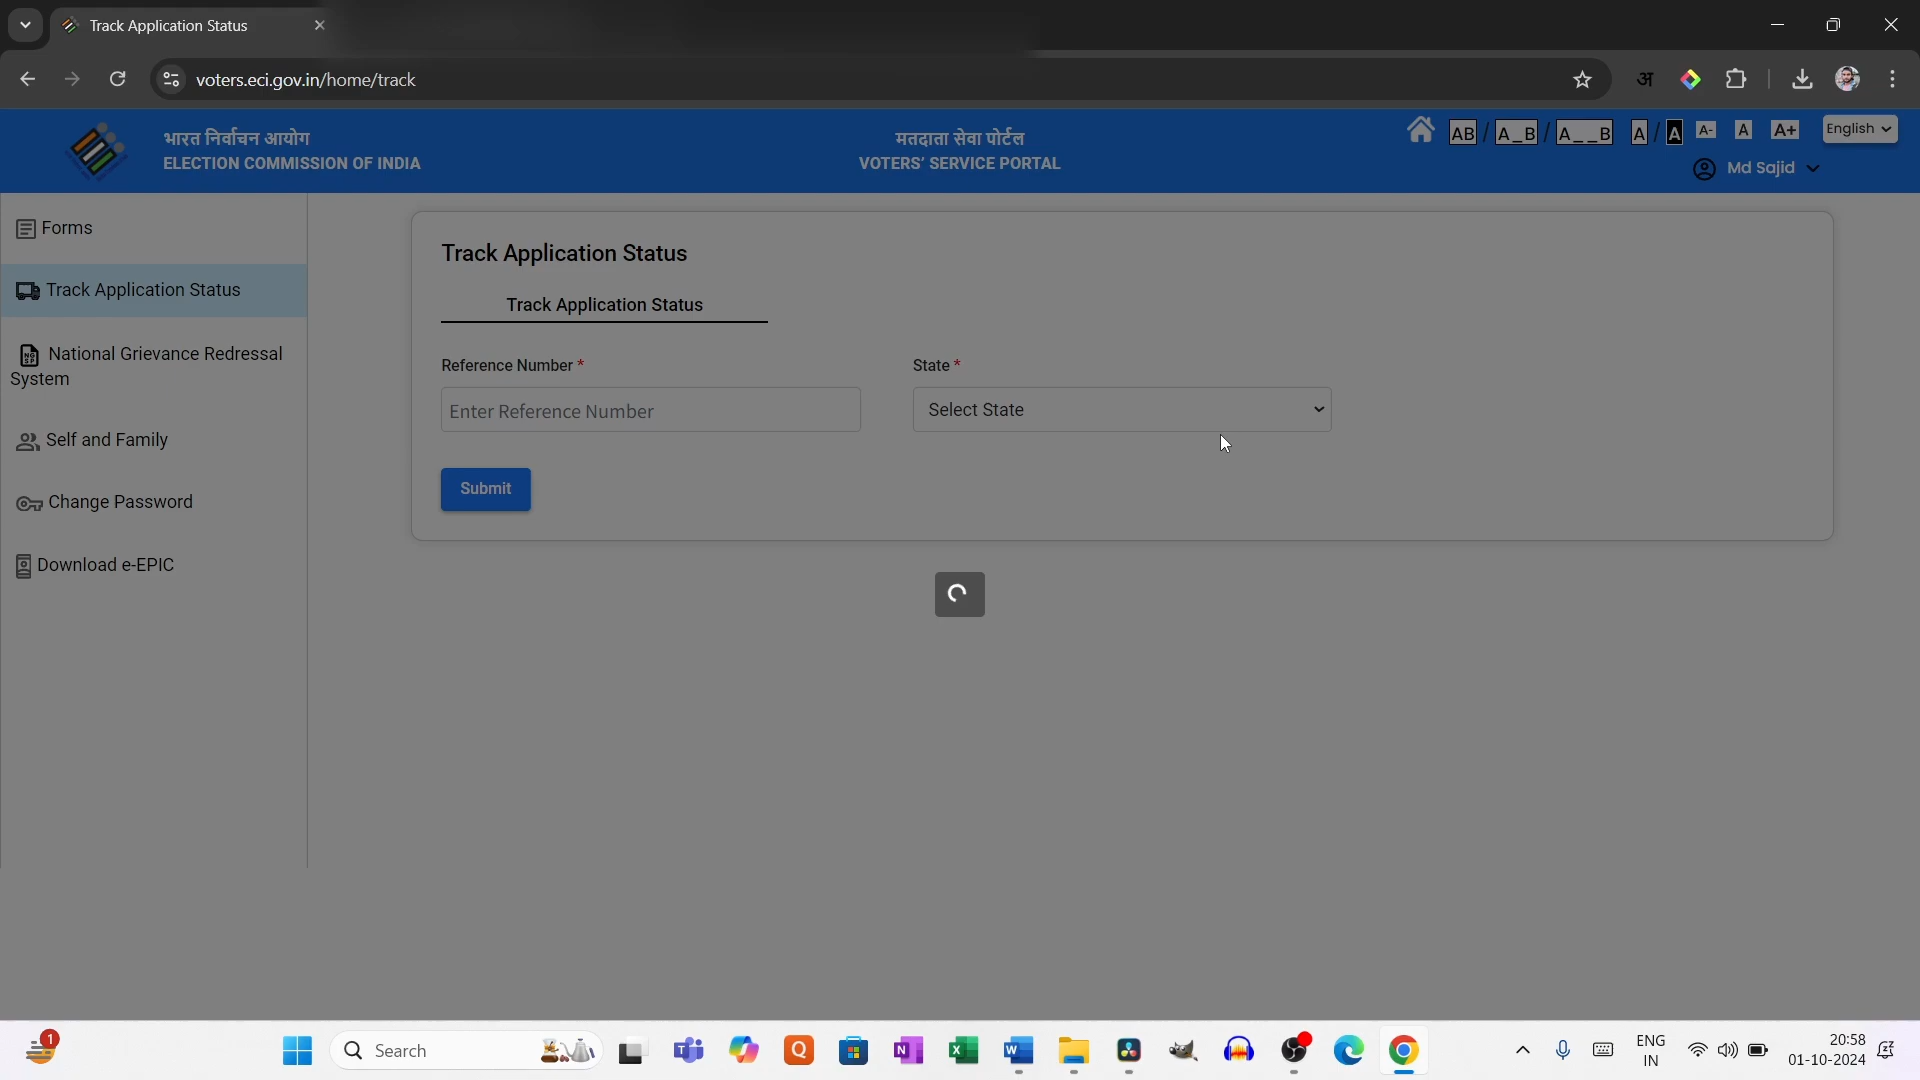 Track Application Status
voters.eci.gov.in/home/track
अ
भारत निर्वाचन आयोग
ELECTION COMMISSION OF INDIA
मतदाता सेवा पोर्टल
VOTERS' SERVICE PORTAL
AB / A_B / A__B A / A A- A A+ English
Md Sajid
Forms
Track Application Status
National Grievance Redressal
System
Self and Family
Change Password
Download e-EPIC
Track Application Status
Track Application Status
Reference Number *
State *
Enter Reference Number
Select State
Submit
1
Search
ENG
IN
20:58
01-10-2024